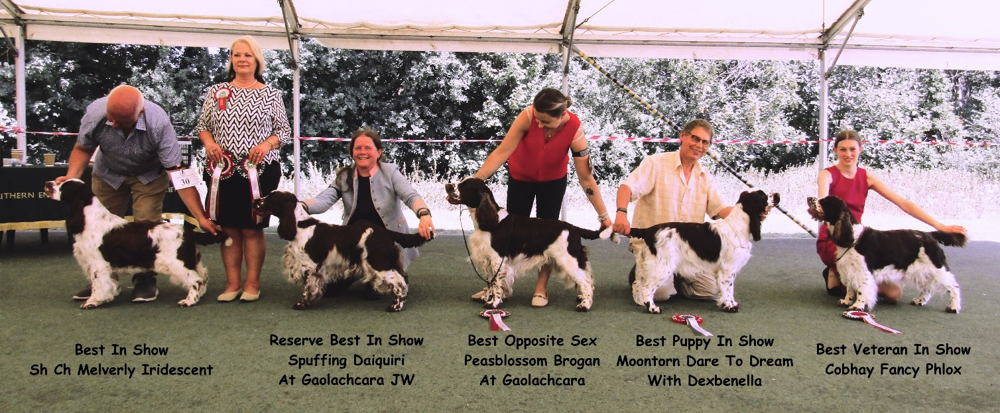 30
UTHERN EN
Best In Show
Sh Ch Melverly Iridescent
Reserve Best In Show
Spuffing Daiquiri
At Gaolachcara JW
Best Opposite Sex
Peasblossom Brogan
At Gaolachcara
Best Puppy In Show
Moontorn Dare To Dream
With Dexbenella
Best Veteran In Show
Cobhay Fancy Phlox